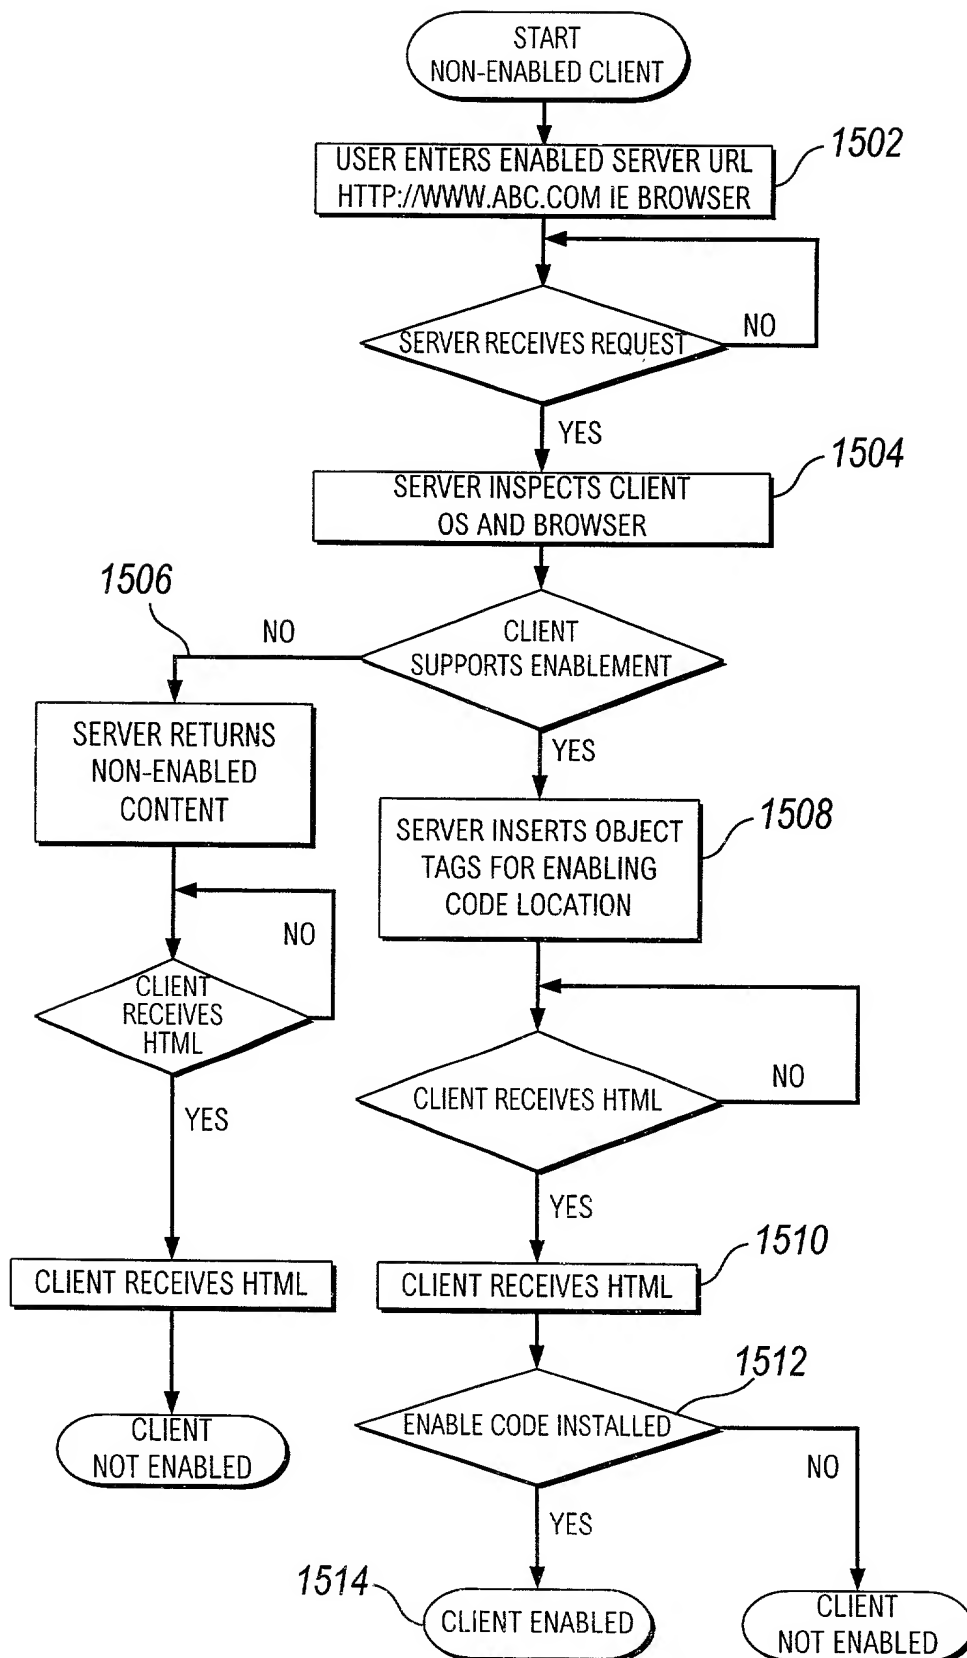 START
NON-ENABLED CLIENT
1502
USER ENTERS ENABLED SERVER URL
HTTP://WWW.ABC.COM IE BROWSER
SERVER RECEIVES REQUEST
NO
YES
1504
SERVER INSPECTS CLIENT
OS AND BROWSER
1506
NO
CLIENT
SUPPORTS ENABLEMENT
YES
SERVER RETURNS
NON-ENABLED
CONTENT
1508
SERVER INSERTS OBJECT
TAGS FOR ENABLING
CODE LOCATION
NO
CLIENT
RECEIVES
HTML
YES
CLIENT RECEIVES HTML
NO
YES
1510
CLIENT RECEIVES HTML
CLIENT RECEIVES HTML
1512
ENABLE CODE INSTALLED
CLIENT
NOT ENABLED
NO
YES
1514
CLIENT ENABLED
CLIENT
NOT ENABLED